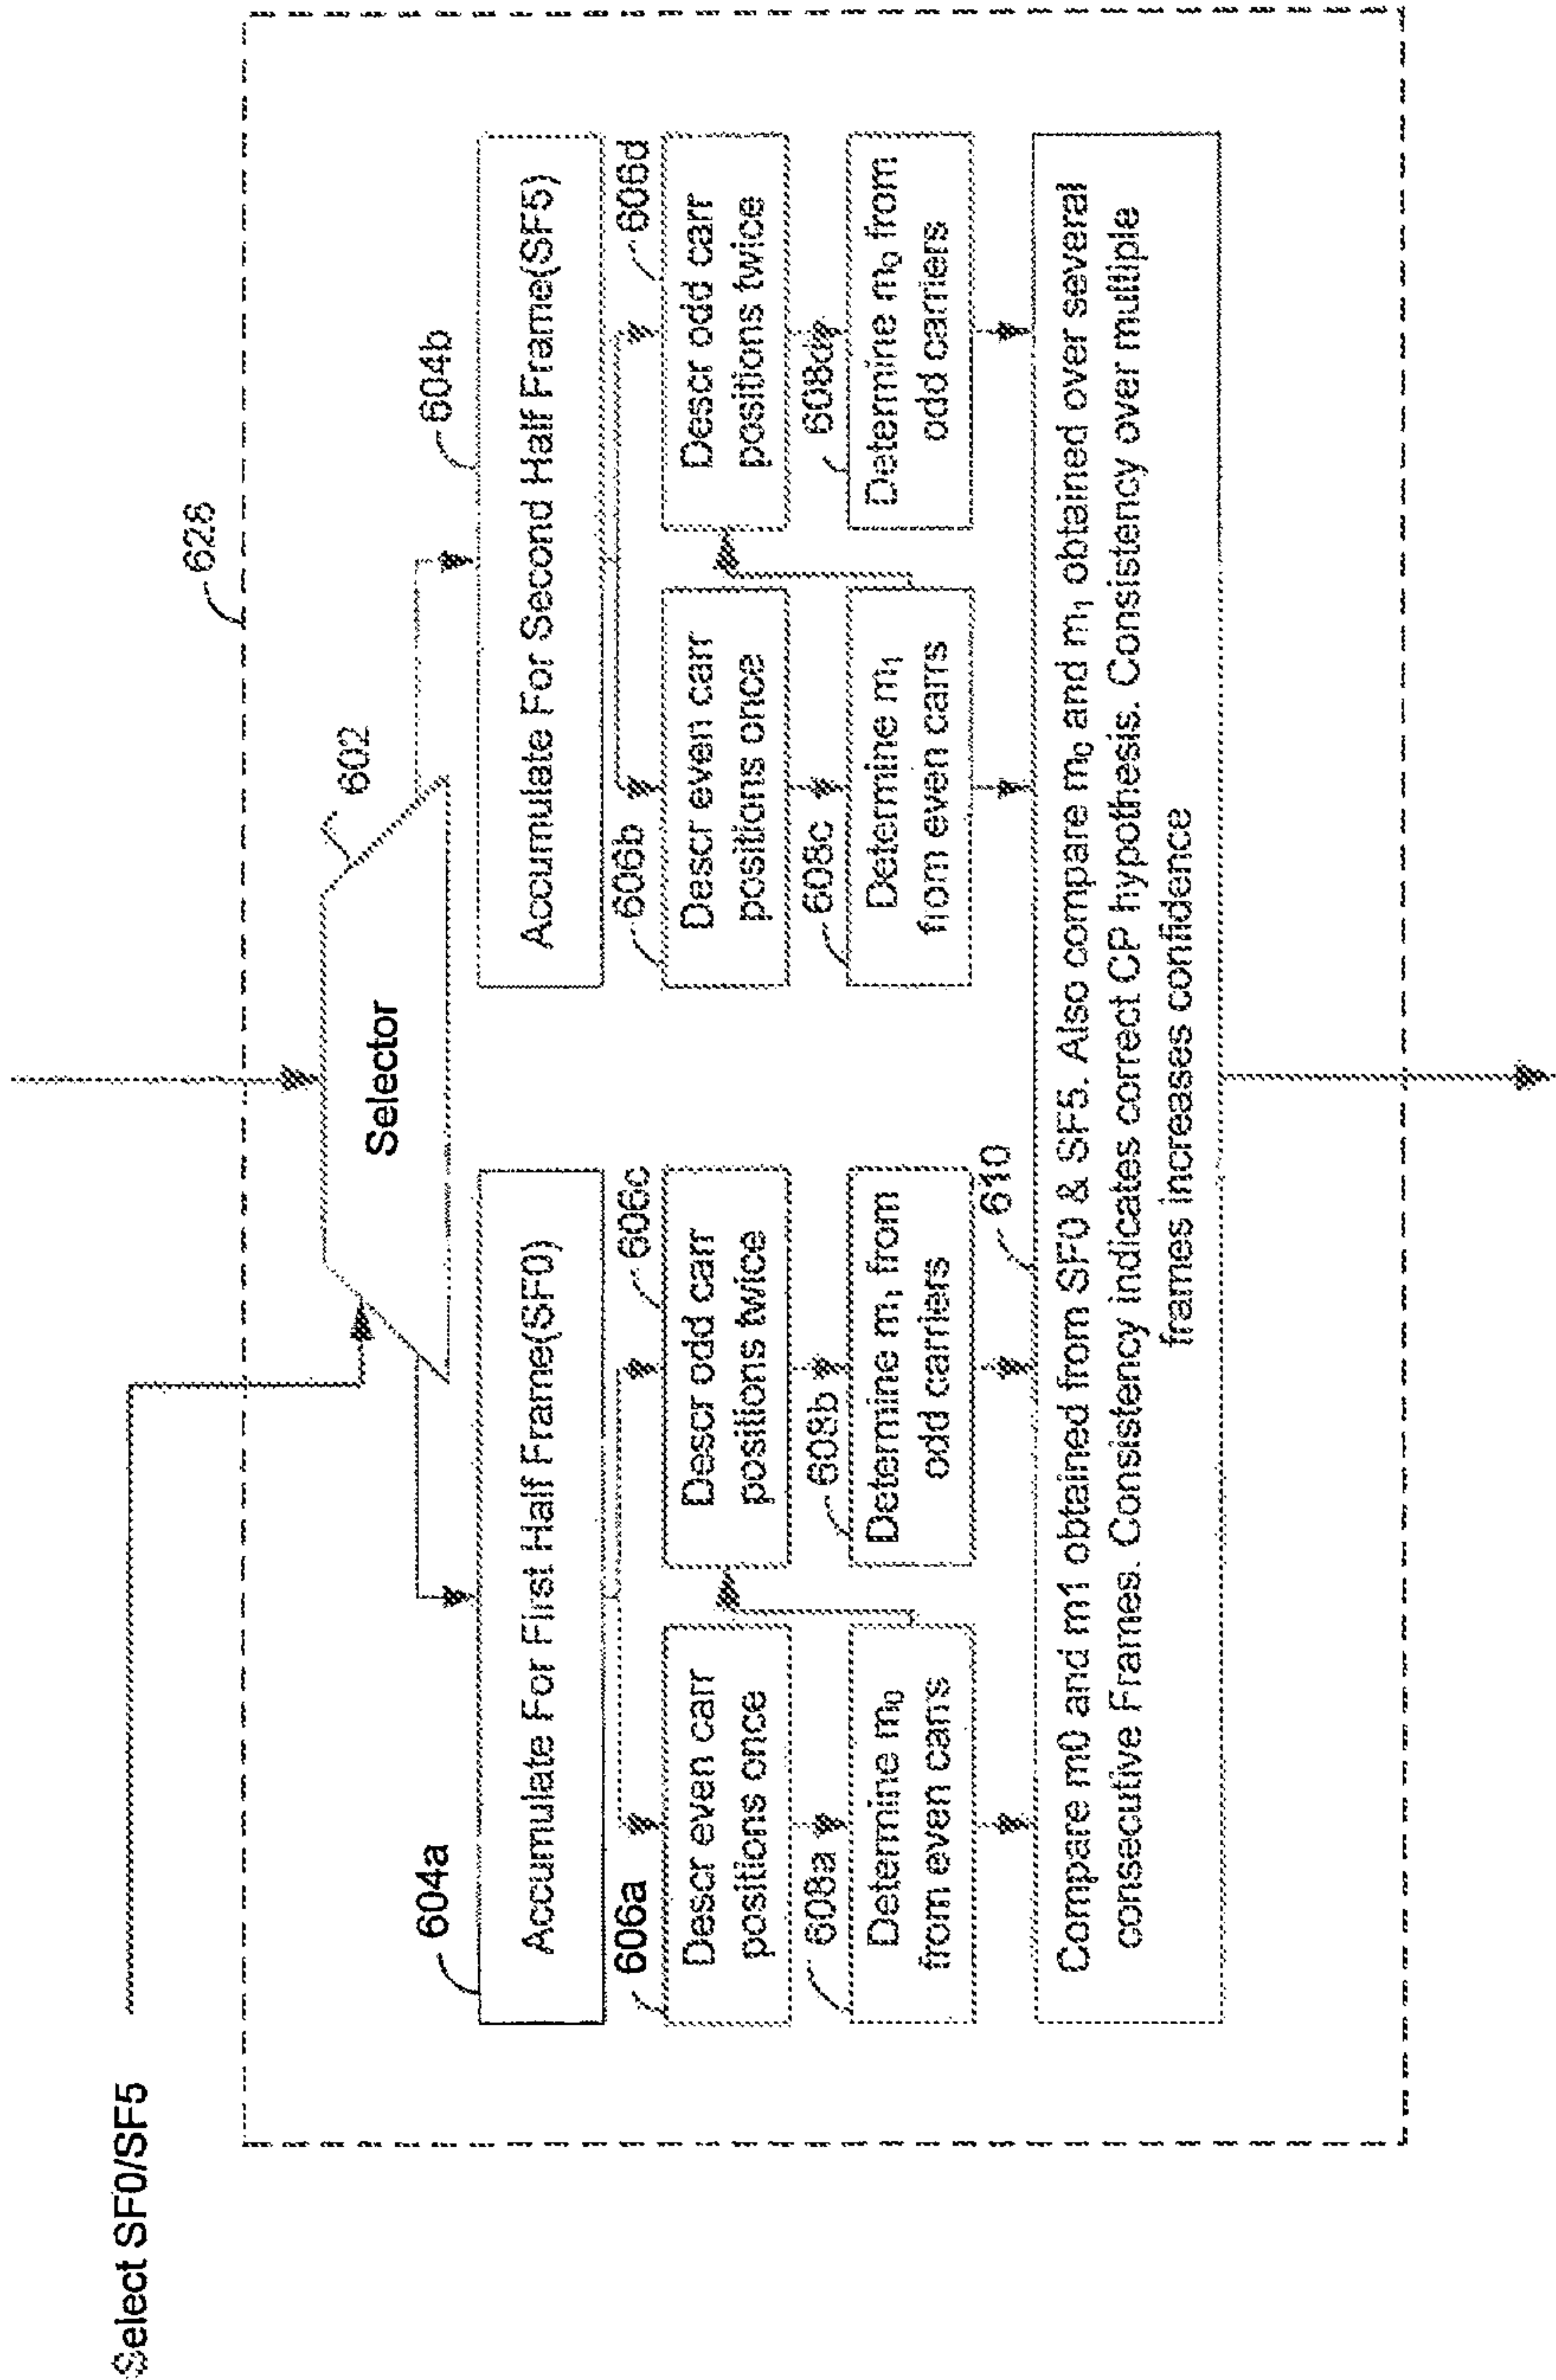 Select SF0/SF5
628
602
Selector
604a
Accumulate For First Half Frame(SF0)
604b
Accumulate For Second Half Frame(SF5)
606a
Descr even carr
positions once
606c
Descr odd carr
positions twice
606b
Descr even carr
positions once
606d
Descr odd carr
positions twice
608a
Determine m₀
from even carrs
608b
Determine m₁ from
odd carriers
608c
Determine m₁
from even carrs
608d
Determine m₀ from
odd carriers
610
Compare m0 and m1 obtained from SF0 & SF5. Also compare m₀ and m₁ obtained over several
consecutive Frames. Consistency indicates correct CP hypothesis. Consistency over multiple
frames increases confidence